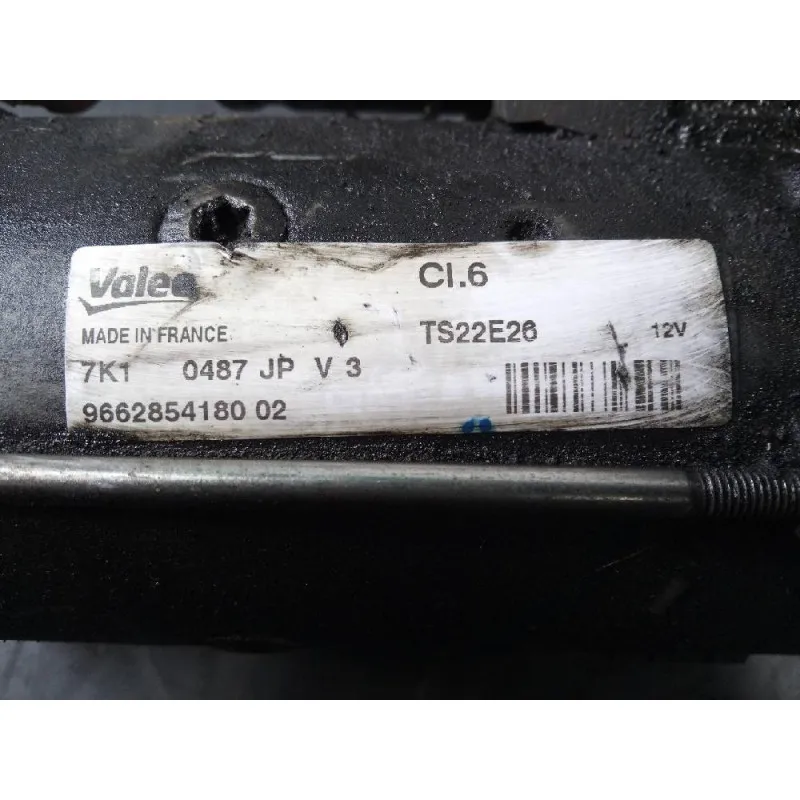 Valeo
Cl.6
MADE IN FRANCE
TS22E26
12V
7K1 0487 JP V 3
9662854180 02